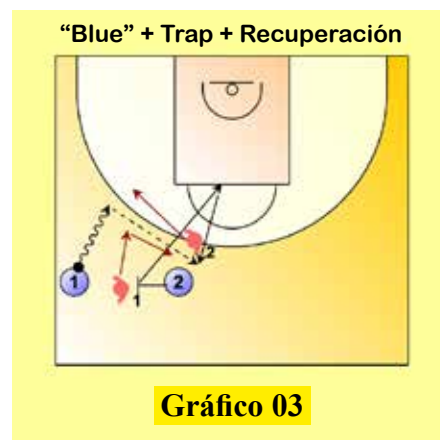 “Blue” + Trap + Recuperación
2
1
2
1
Gráfico 03